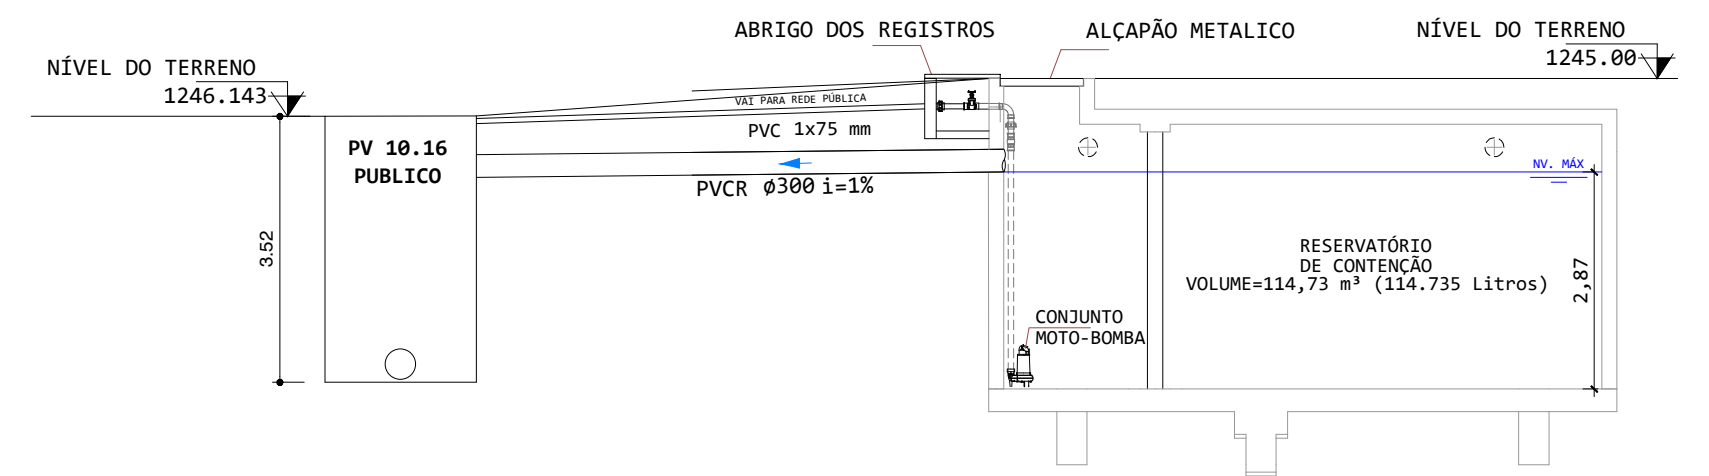 ABRIGO DOS REGISTROS
ALÇAPÃO METALICO
NÍVEL DO TERRENO
1245.00
NÍVEL DO TERRENO
1246.143
VAI PARA REDE PÚBLICA
PVC 1x75 mm
PV 10.16
PUBLICO
NV. MÁX
PVCR Ø300 i=1%
3.52
RESERVATÓRIO
DE CONTENÇÃO
VOLUME=114,73 m³ (114.735 Litros)
2,87
CONJUNTO
MOTO-BOMBA